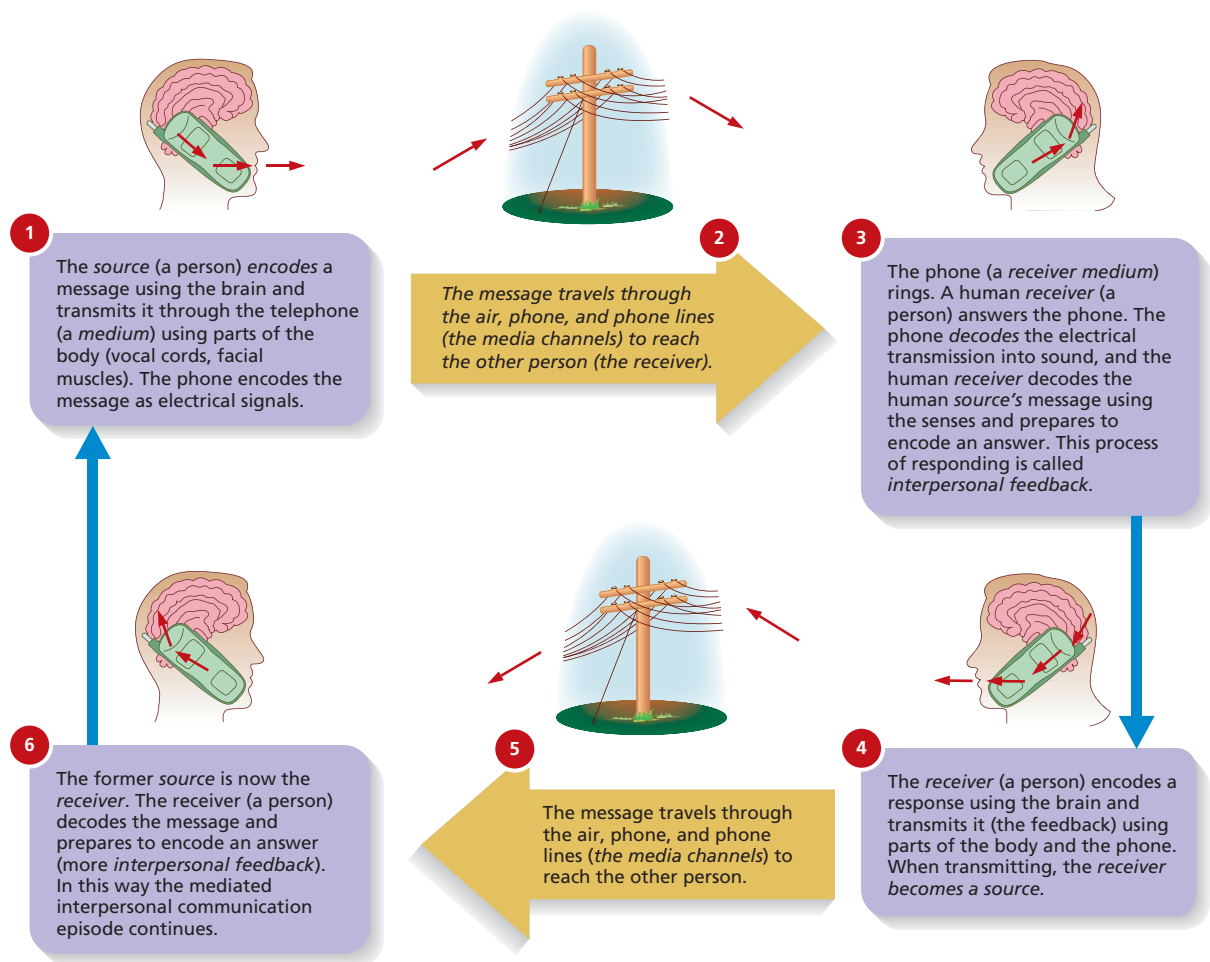 1
The source (a person) encodes a
message using the brain and
transmits it through the telephone
(a medium) using parts of the
body (vocal cords, facial
muscles). The phone encodes the
message as electrical signals.
2
The message travels through
the air, phone, and phone lines
(the media channels) to reach
the other person (the receiver).
3
The phone (a receiver medium)
rings. A human receiver (a
person) answers the phone. The
phone decodes the electrical
transmission into sound, and the
human receiver decodes the
human source's message using
the senses and prepares to
encode an answer. This process
of responding is called
interpersonal feedback.
4
The receiver (a person) encodes a
response using the brain and
transmits it (the feedback) using
parts of the body and the phone.
When transmitting, the receiver
becomes a source.
5
The message travels through
the air, phone, and phone
lines (the media channels) to
reach the other person.
6
The former source is now the
receiver. The receiver (a person)
decodes the message and
prepares to encode an answer
(more interpersonal feedback).
In this way the mediated
interpersonal communication
episode continues.